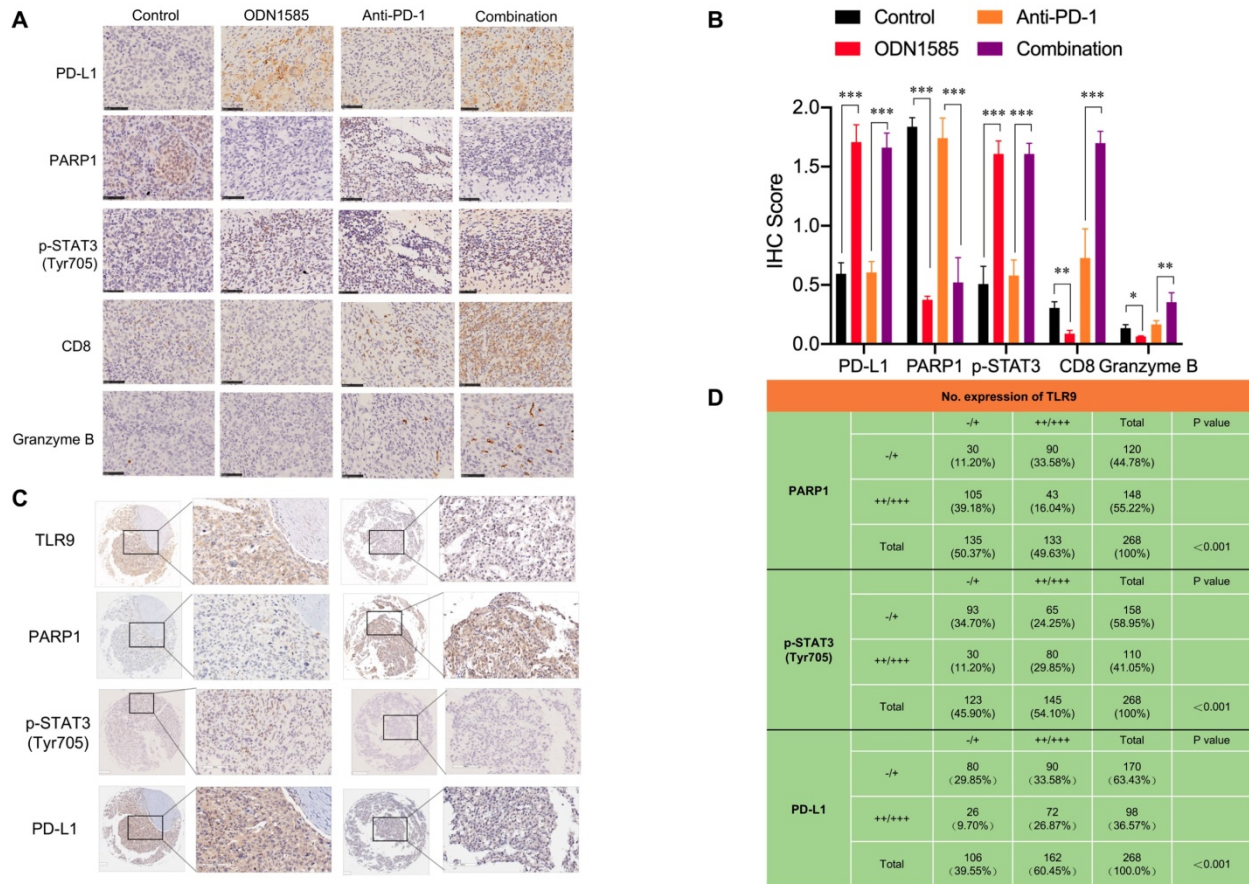 A
Control ODN1585 Anti-PD-1 Combination
PD-L1
PARP1
p-STAT3
(Tyr705)
CD8
Granzyme B
B
Control Anti-PD-1
ODN1585 Combination
IHC Score
2.0
1.5
1.0
0.5
0.0
*** *** *** *** *** *** ** *** * **
PD-L1 PARP1 p-STAT3 CD8 Granzyme B
C
TLR9
PARP1
p-STAT3
(Tyr705)
PD-L1
D
No. expression of TLR9
PARP1
-/+ ++/+++ Total P value
-/+ 30 90 120
(11.20%) (33.58%) (44.78%)
++/+++ 105 43 148
(39.18%) (16.04%) (55.22%)
Total 135 133 268 <0.001
(50.37%) (49.63%) (100%)
p-STAT3
(Tyr705)
-/+ ++/+++ Total P value
-/+ 93 65 158
(34.70%) (24.25%) (58.95%)
++/+++ 30 80 110
(11.20%) (29.85%) (41.05%)
Total 123 145 268 <0.001
(45.90%) (54.10%) (100%)
PD-L1
-/+ ++/+++ Total P value
-/+ 80 90 170
(29.85%) (33.58%) (63.43%)
++/+++ 26 72 98
(9.70%) (26.87%) (36.57%)
Total 106 162 268 <0.001
(39.55%) (60.45%) (100.0%)